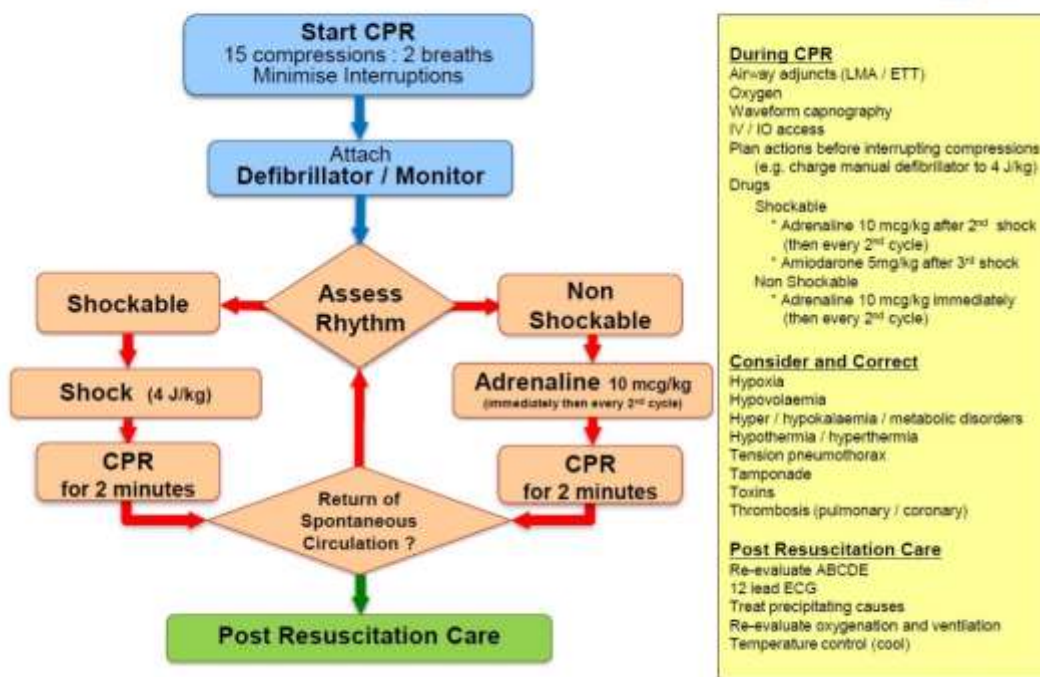 Start CPR
15 compressions : 2 breaths
Minimise Interruptions
Attach
Defibrillator / Monitor
Assess
Rhythm
Shockable
Non
Shockable
Shock (4 J/kg)
Adrenaline 10 mcg/kg
(immediately then every 2nd cycle)
CPR
for 2 minutes
CPR
for 2 minutes
Return of
Spontaneous
Circulation ?
Post Resuscitation Care
During CPR
Airway adjuncts (LMA / ETT)
Oxygen
Waveform capnography
IV / IO access
Plan actions before interrupting compressions
(e.g. charge manual defibrillator to 4 J/kg)
Drugs
Shockable
* Adrenaline 10 mcg/kg after 2nd shock
(then every 2nd cycle)
* Amiodarone 5mg/kg after 3rd shock
Non Shockable
* Adrenaline 10 mcg/kg immediately
(then every 2nd cycle)
Consider and Correct
Hypoxia
Hypovolaemia
Hyper / hypokalaemia / metabolic disorders
Hypothermia / hyperthermia
Tension pneumothorax
Tamponade
Toxins
Thrombosis (pulmonary / coronary)
Post Resuscitation Care
Re-evaluate ABCDE
12 lead ECG
Treat precipitating causes
Re-evaluate oxygenation and ventilation
Temperature control (cool)